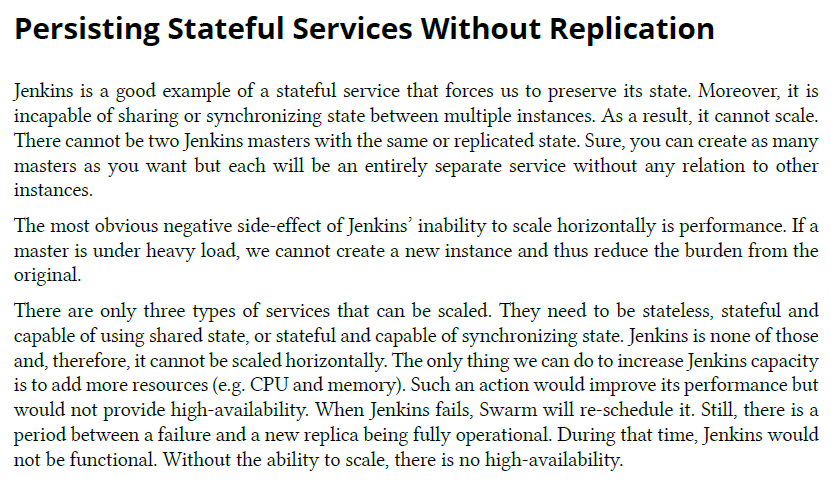 Persisting Stateful Services Without Replication
Jenkins is a good example of a stateful service that forces us to preserve its state. Moreover, it is
incapable of sharing or synchronizing state between multiple instances. As a result, it cannot scale.
There cannot be two Jenkins masters with the same or replicated state. Sure, you can create as many
masters as you want but each will be an entirely separate service without any relation to other
instances.
The most obvious negative side-effect of Jenkins’ inability to scale horizontally is performance. If a
master is under heavy load, we cannot create a new instance and thus reduce the burden from the
original.
There are only three types of services that can be scaled. They need to be stateless, stateful and
capable of using shared state, or stateful and capable of synchronizing state. Jenkins is none of those
and, therefore, it cannot be scaled horizontally. The only thing we can do to increase Jenkins capacity
is to add more resources (e.g. CPU and memory). Such an action would improve its performance but
would not provide high-availability. When Jenkins fails, Swarm will re-schedule it. Still, there is a
period between a failure and a new replica being fully operational. During that time, Jenkins would
not be functional. Without the ability to scale, there is no high-availability.